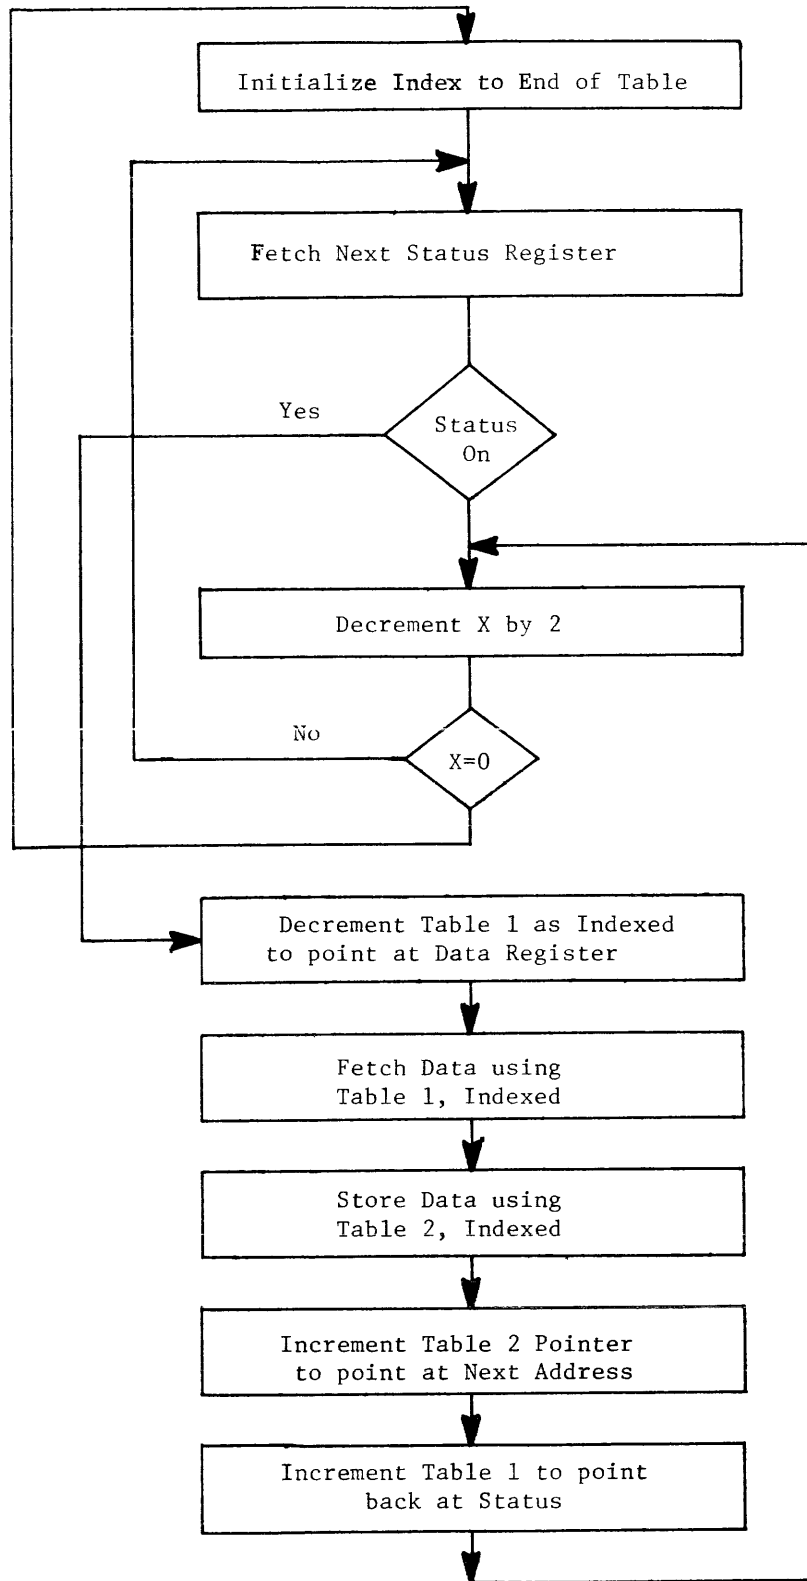 Initialize Index to End of Table
Fetch Next Status Register
Yes
Status
On
Decrement X by 2
No
X=0
Decrement Table 1 as Indexed
to point at Data Register
Fetch Data using
Table 1, Indexed
Store Data using
Table 2, Indexed
Increment Table 2 Pointer
to point at Next Address
Increment Table 1 to point
back at Status